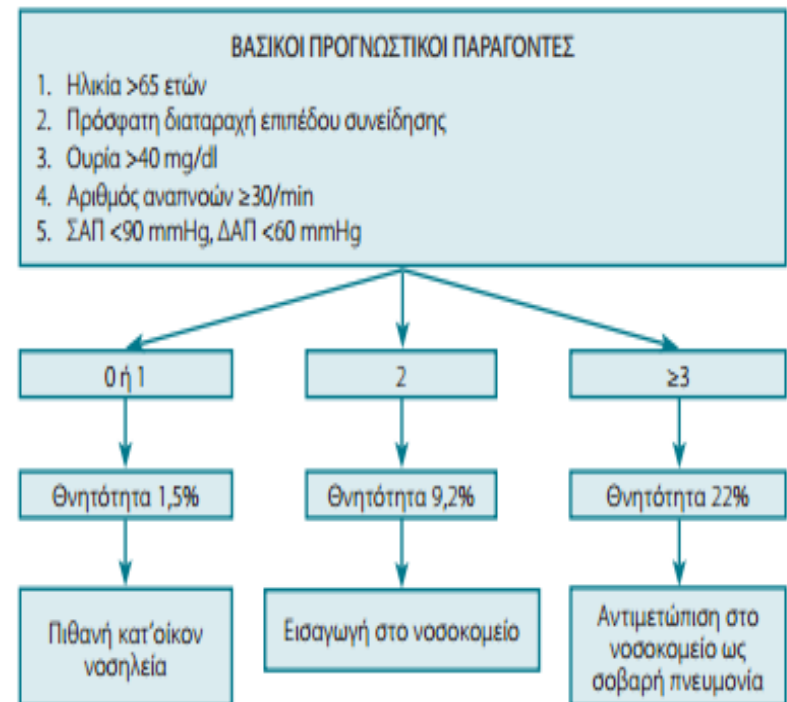 ΒΑΣΙΚΟΙ ΠΡΟΓΝΩΣΤΙΚΟΙ ΠΑΡΑΓΟΝΤΕΣ
1. Ηλικία >65 ετών
2. Πρόσφατη διαταραχή επιπέδου συνείδησης
3. Ουρία >40 mg/dl
4. Αριθμός αναπνοών ≥30/min
5. ΣΑΠ <90 mmHg, ΔΑΠ <60 mmHg
0 ή 1
2
≥3
Θνητότητα 1,5%
Θνητότητα 9,2%
Θνητότητα 22%
Πιθανή κατ’οίκον
νοσηλεία
Εισαγωγή στο νοσοκομείο
Αντιμετώπιση στο
νοσοκομείο ως
σοβαρή πνευμονία